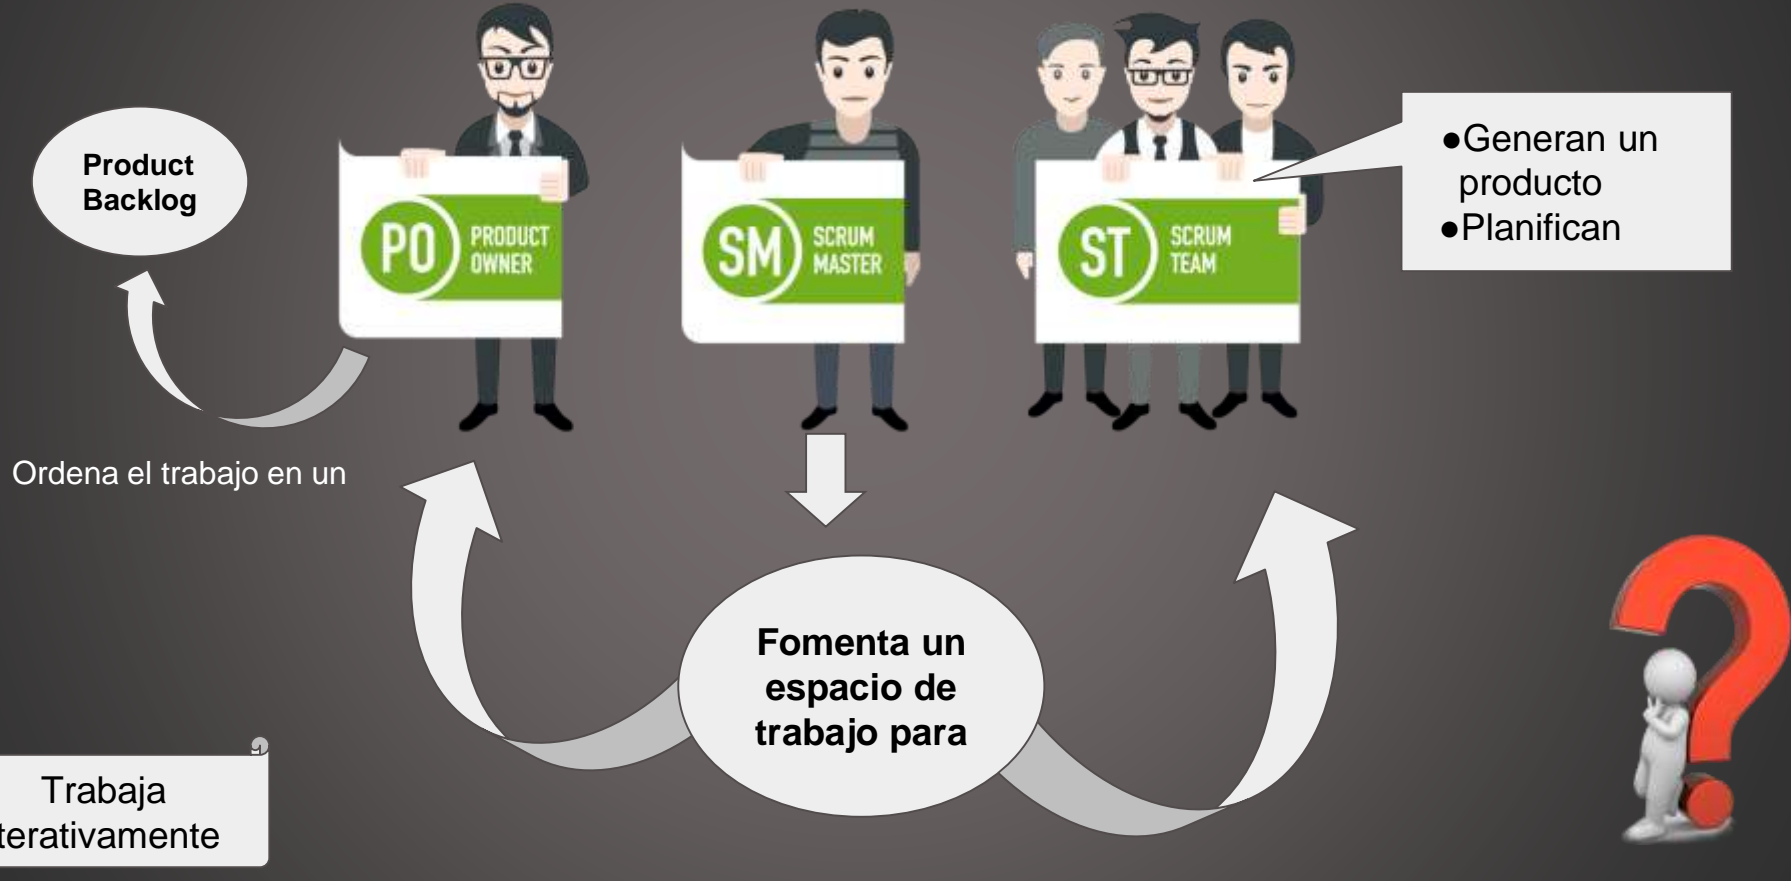 Product
Backlog
PO PRODUCT
OWNER
SM SCRUM
MASTER
ST SCRUM
TEAM
●Generan un
producto
●Planifican
Ordena el trabajo en un
Fomenta un
espacio de
trabajo para
Trabaja
terativamente